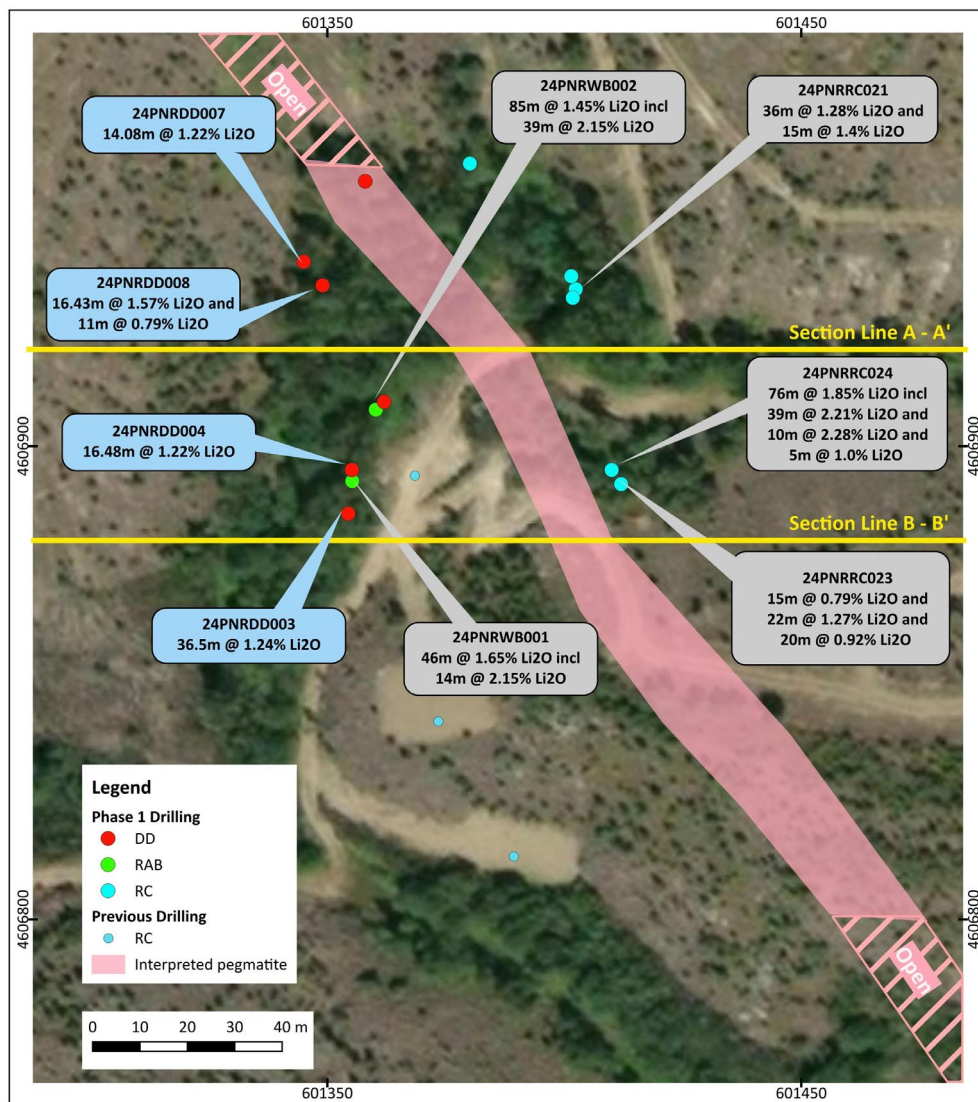 601350
601450
Open
24PNRDD007
14.08m @ 1.22% Li2O
24PNRWB002
85m @ 1.45% Li2O incl
39m @ 2.15% Li2O
24PNRRC021
36m @ 1.28% Li2O and
15m @ 1.4% Li2O
24PNRDD008
16.43m @ 1.57% Li2O and
11m @ 0.79% Li2O
Section Line A - A'
24PNRRC024
76m @ 1.85% Li2O incl
39m @ 2.21% Li2O and
10m @ 2.28% Li2O and
5m @ 1.0% Li2O
4606900
4606900
24PNRDD004
16.48m @ 1.22% Li2O
Section Line B - B'
24PNRRC023
15m @ 0.79% Li2O and
22m @ 1.27% Li2O and
20m @ 0.92% Li2O
24PNRDD003
36.5m @ 1.24% Li2O
24PNRWB001
46m @ 1.65% Li2O incl
14m @ 2.15% Li2O
Legend
Phase 1 Drilling
DD
RAB
RC
Previous Drilling
RC
Interpreted pegmatite
0 10 20 30 40 m
4606800
4606800
Open
601350
601450